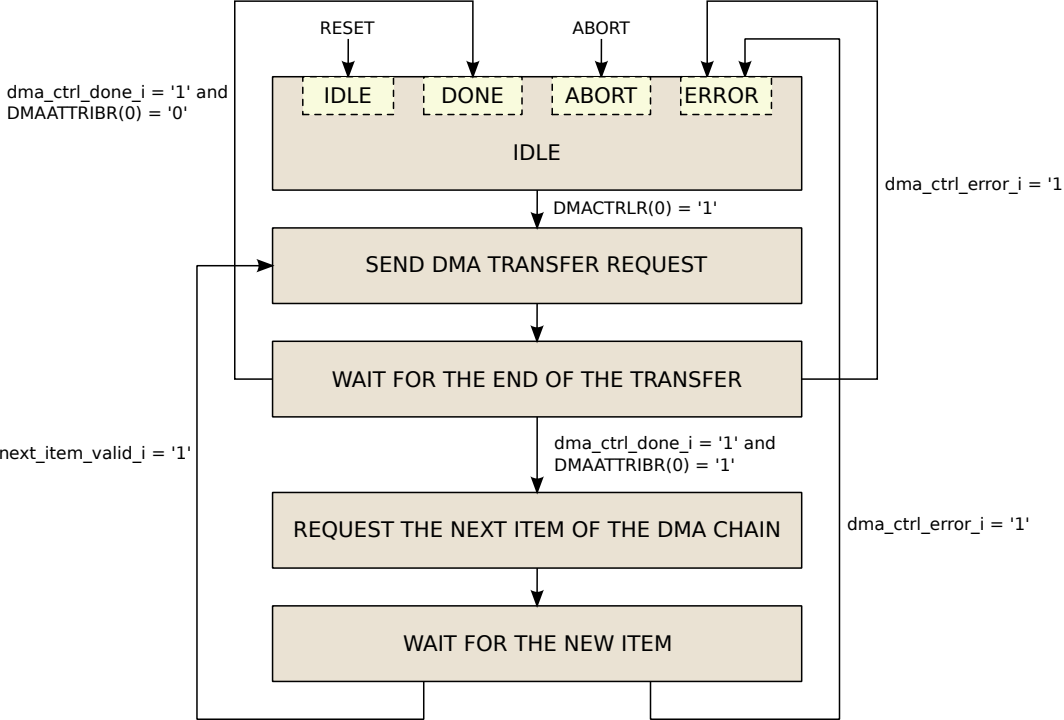 RESET
ABORT
dma_ctrl_done_i = '1' and
DMAATTRIBR(0) = '0'
IDLE
DONE
ABORT
ERROR
IDLE
dma_ctrl_error_i = '1
DMACTRLR(0) = '1'
SEND DMA TRANSFER REQUEST
WAIT FOR THE END OF THE TRANSFER
next_item_valid_i = '1'
dma_ctrl_done_i = '1' and
DMAATTRIBR(0) = '1'
REQUEST THE NEXT ITEM OF THE DMA CHAIN
dma_ctrl_error_i = '1'
WAIT FOR THE NEW ITEM